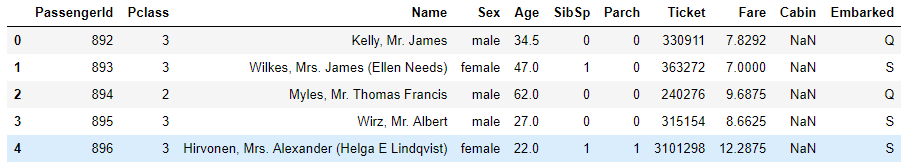 PassengerId Pclass Name Sex Age SibSp Parch Ticket Fare Cabin Embarked
0 892 3 Kelly, Mr. James male 34.5 0 0 330911 7.8292 NaN Q
1 893 3 Wilkes, Mrs. James (Ellen Needs) female 47.0 1 0 363272 7.0000 NaN S
2 894 2 Myles, Mr. Thomas Francis male 62.0 0 0 240276 9.6875 NaN Q
3 895 3 Wirz, Mr. Albert male 27.0 0 0 315154 8.6625 NaN S
4 896 3 Hirvonen, Mrs. Alexander (Helga E Lindqvist) female 22.0 1 1 3101298 12.2875 NaN S